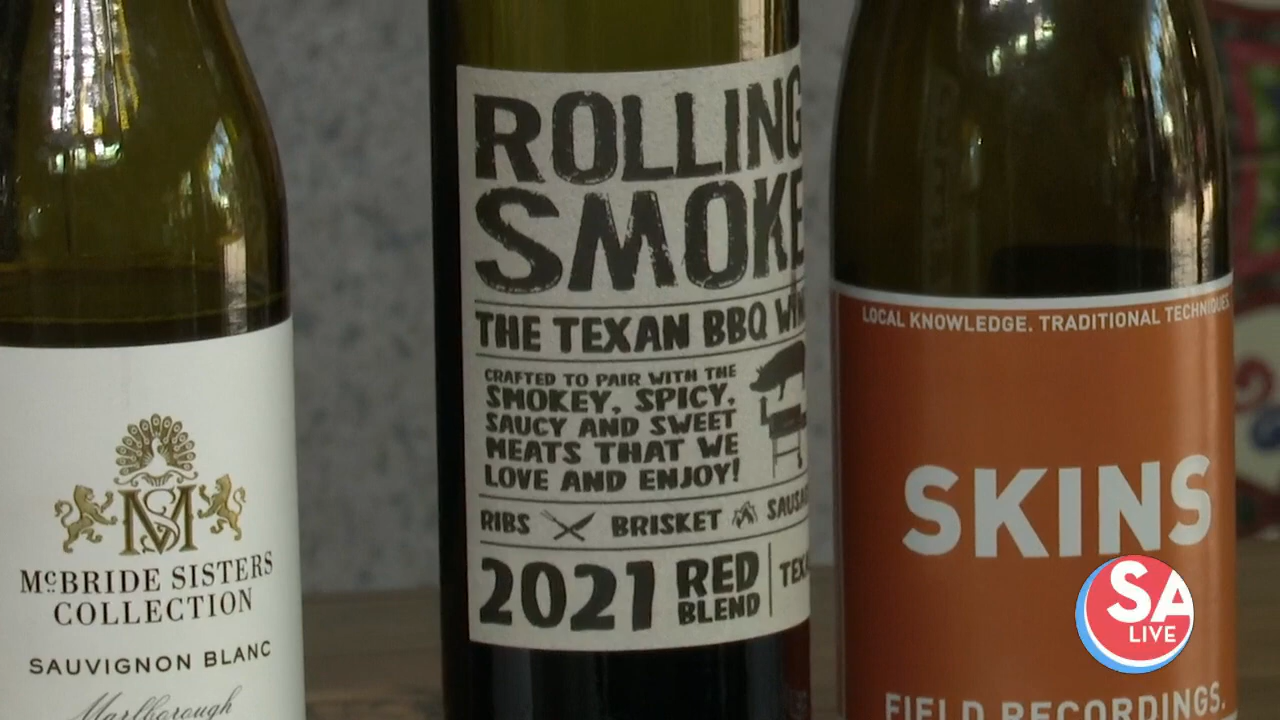 MCBRIDE SISTERS
COLLECTION
SAUVIGNON BLANC
Marlborough
ROLLING
SMOKE
THE TEXAN BBQ
CRAFTED TO PAIR WITH THE
SMOKEY, SPICY,
SAUCY AND SWEET
MEATS THAT WE
LOVE AND ENJOY!
RIBS BRISKET
2021 RED
BLEND
LOCAL KNOWLEDGE. TRADITIONAL TECHNIQUES
SKINS
FIELD RECORDINGS.
SA
LIVE